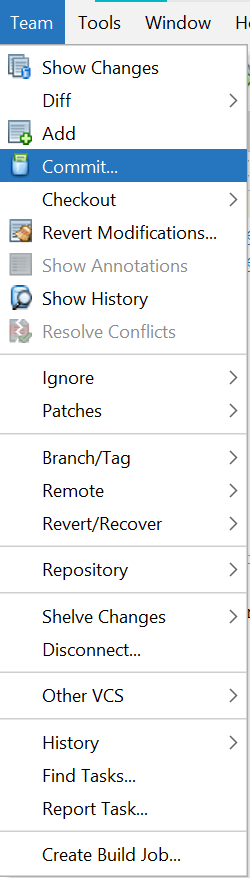 Team Tools Window
Show Changes
Diff
Add
Commit...
Checkout
Revert Modifications...
Show Annotations
Show History
Resolve Conflicts
Ignore
Patches
Branch/Tag
Remote
Revert/Recover
Repository
Shelve Changes
Disconnect...
Other VCS
History
Find Tasks...
Report Task...
Create Build Job...